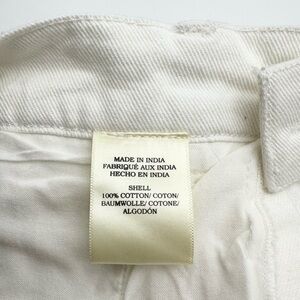 MADE IN INDIA
FABRIQUÉ AUX INDIA
HECHO EN INDIA
SHELL
100% COTTON/ COTON/
BAUMWOLLE/ COTONE/
ALGODÓN